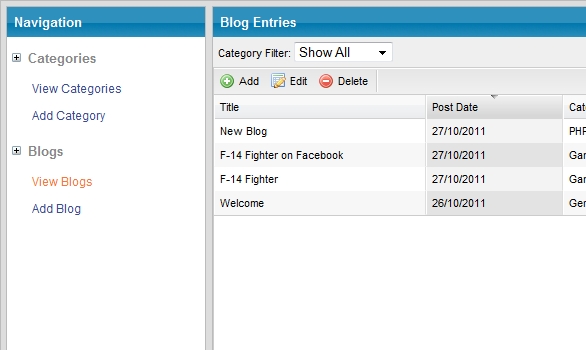 Navigation
Categories
View Categories
Add Category
Blogs
View Blogs
Add Blog
Blog Entries
Category Filter: Show All
Add Edit Delete
Title Post Date Cat
New Blog 27/10/2011 PHP
F-14 Fighter on Facebook 27/10/2011 Gar
F-14 Fighter 27/10/2011 Gar
Welcome 26/10/2011 Ger